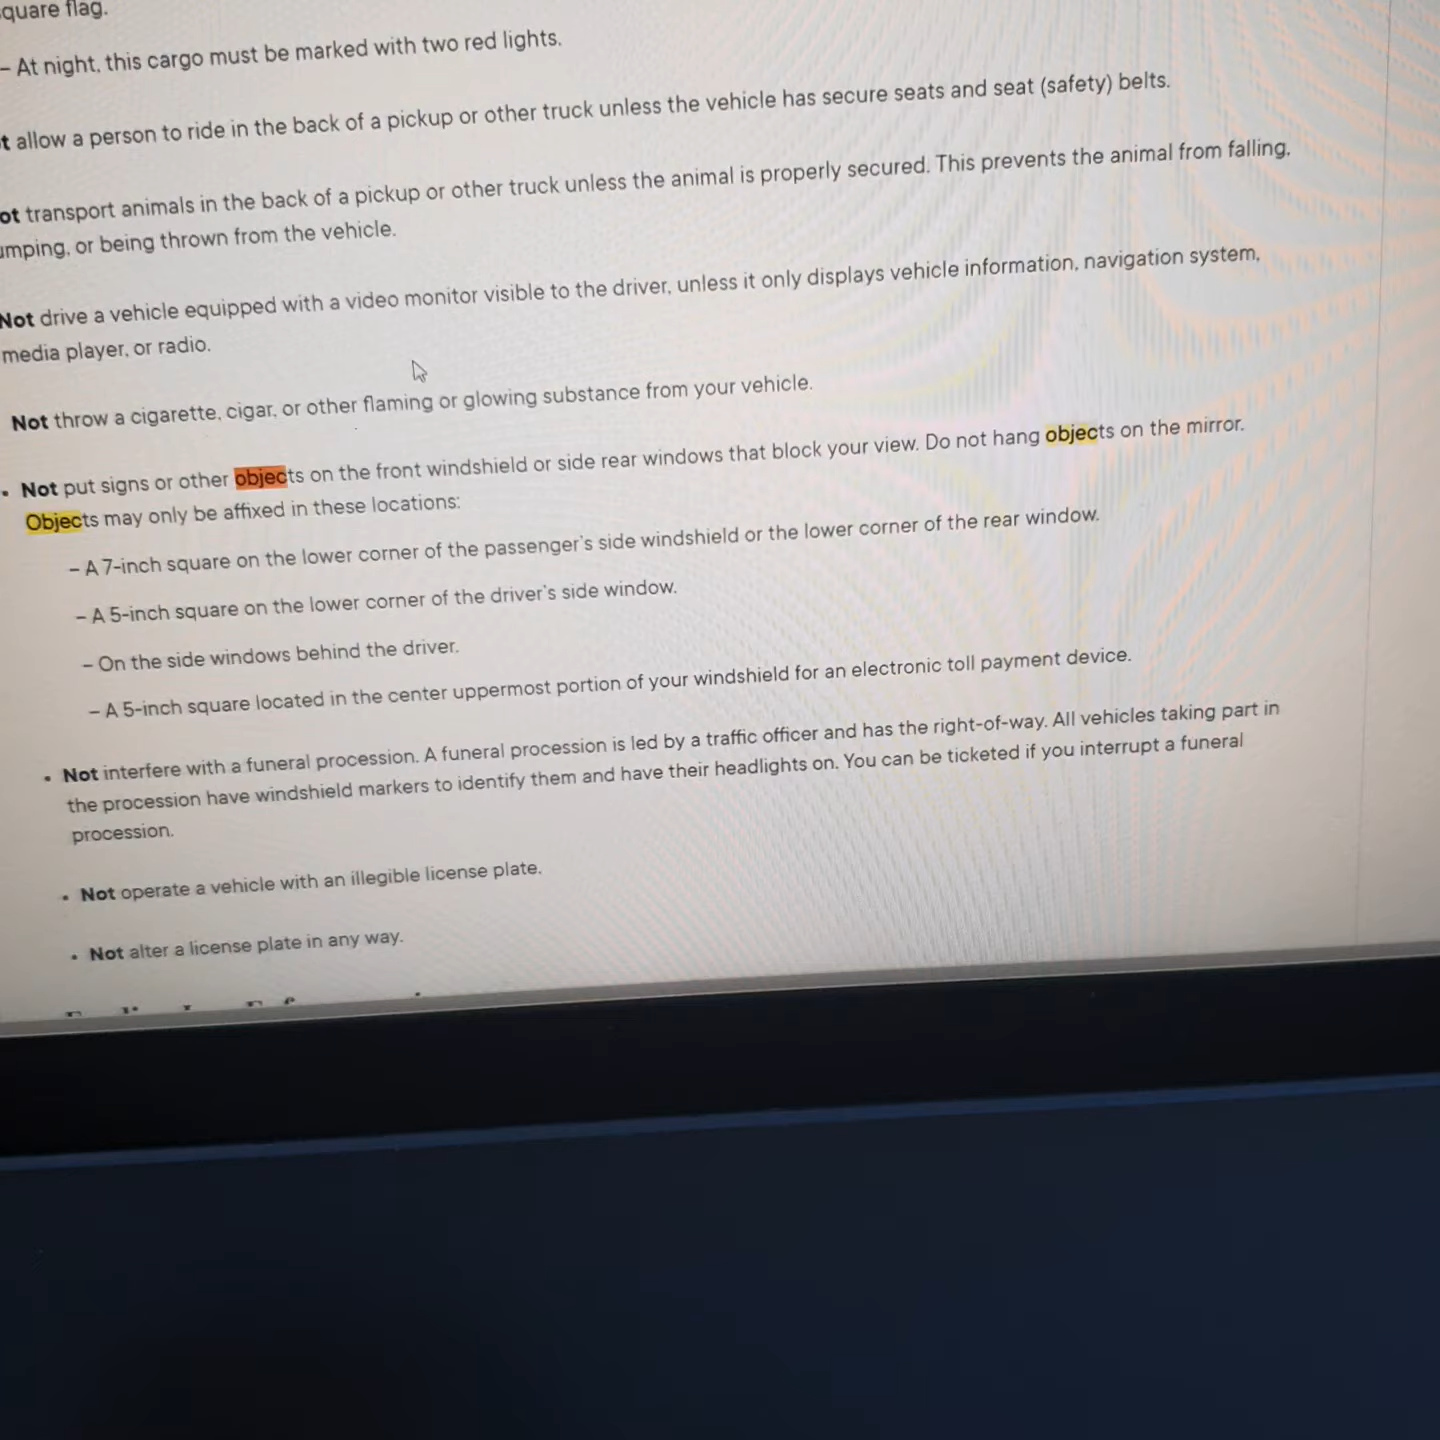 quare flag.
– At night, this cargo must be marked with two red lights.
t allow a person to ride in the back of a pickup or other truck unless the vehicle has secure seats and seat (safety) belts.
ot transport animals in the back of a pickup or other truck unless the animal is properly secured. This prevents the animal from falling,
umping, or being thrown from the vehicle.
Not drive a vehicle equipped with a video monitor visible to the driver, unless it only displays vehicle information, navigation system,
media player, or radio.
Not throw a cigarette, cigar, or other flaming or glowing substance from your vehicle.
• Not put signs or other objects on the front windshield or side rear windows that block your view. Do not hang objects on the mirror.
Objects may only be affixed in these locations:
– A 7-inch square on the lower corner of the passenger's side windshield or the lower corner of the rear window.
– A 5-inch square on the lower corner of the driver's side window.
– On the side windows behind the driver.
– A 5-inch square located in the center uppermost portion of your windshield for an electronic toll payment device.
• Not interfere with a funeral procession. A funeral procession is led by a traffic officer and has the right-of-way. All vehicles taking part in
the procession have windshield markers to identify them and have their headlights on. You can be ticketed if you interrupt a funeral
procession.
• Not operate a vehicle with an illegible license plate.
• Not alter a license plate in any way.